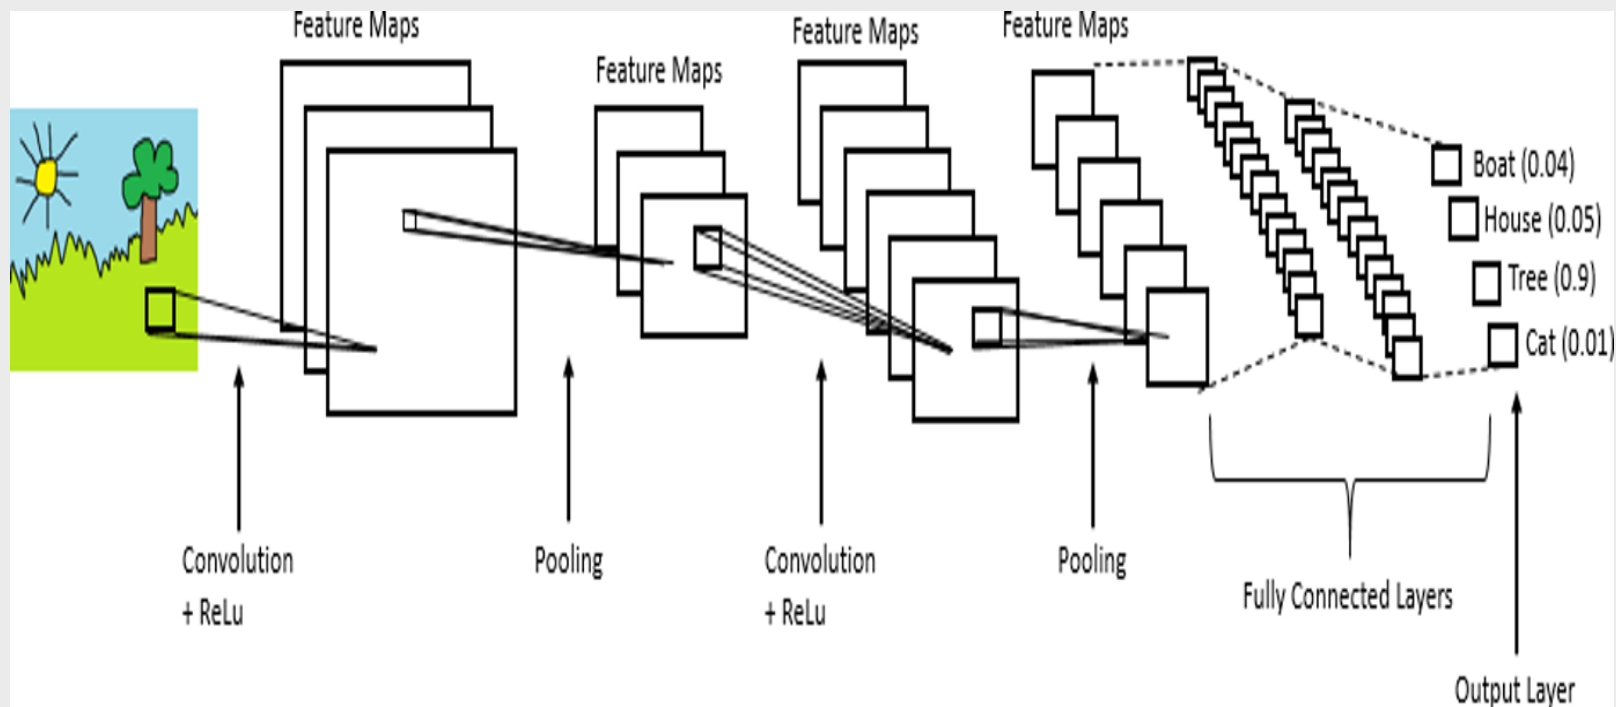 Feature Maps
Feature Maps
Feature Maps
Feature Maps
Boat (0.04)
House (0.05)
Tree (0.9)
Cat (0.01)
Convolution
+ ReLu
Pooling
Convolution
+ ReLu
Pooling
Fully Connected Layers
Output Layer